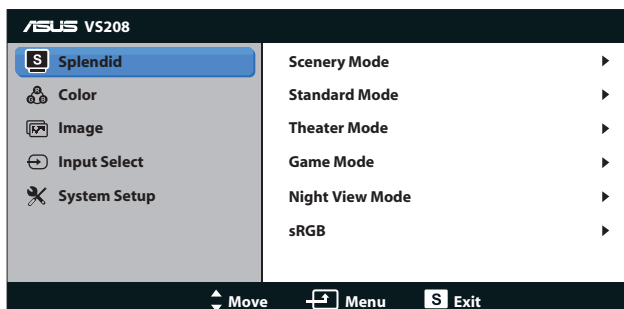 ASUS VS208
S Splendid
Color
Image
Input Select
System Setup
Scenery Mode
Standard Mode
Theater Mode
Game Mode
Night View Mode
sRGB
Move Menu S Exit